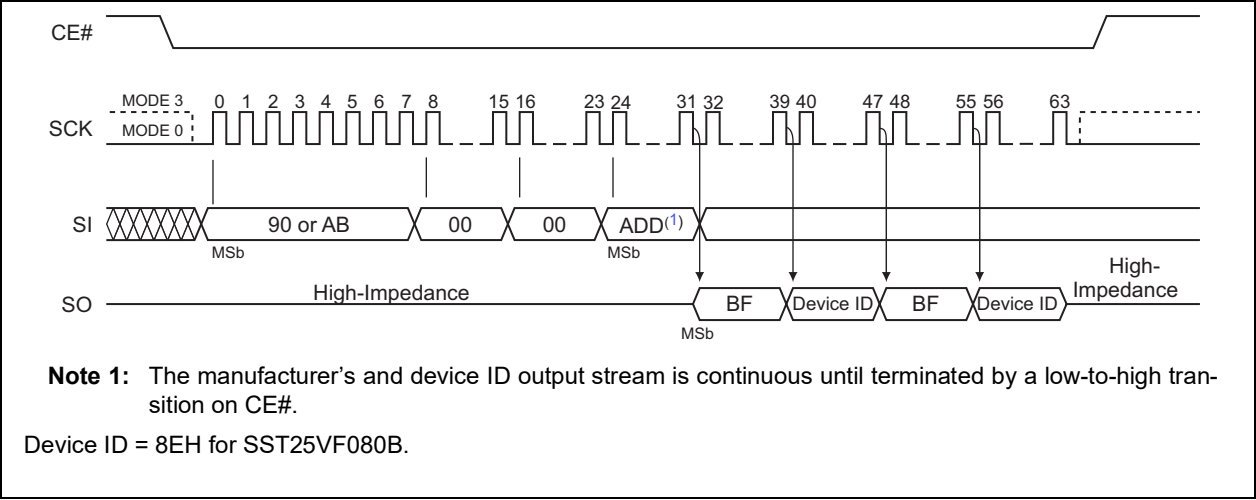 CE#
MODE 3 0 1 2 3 4 5 6 7 8 15 16 23 24 31 32 39 40 47 48 55 56 63
SCK MODE 0
SI 90 or AB 00 00 ADD(1)
MSb MSb
High-Impedance
High-Impedance
SO BF Device ID BF Device ID
MSb
Note 1: The manufacturer’s and device ID output stream is continuous until terminated by a low-to-high tran-
sition on CE#.
Device ID = 8EH for SST25VF080B.